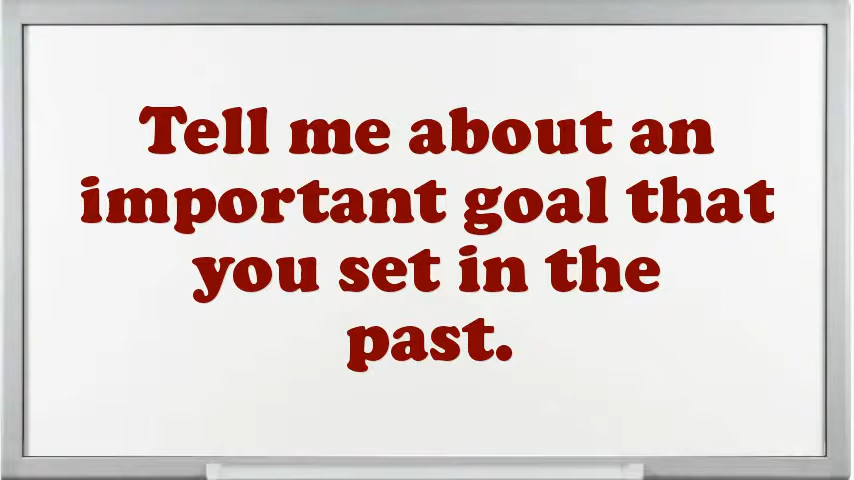 Tell me about an
important goal that
you set in the
past.